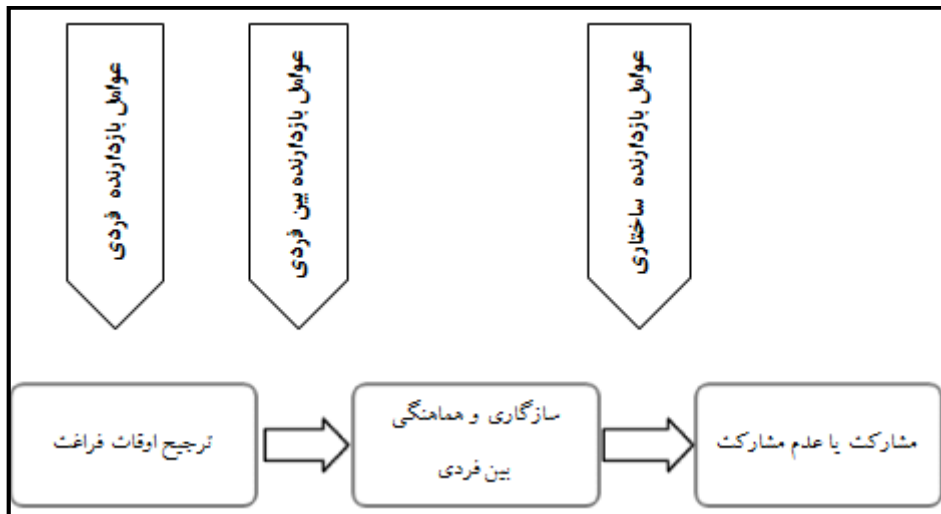 عوامل بازدارنده فردی
عوامل بازدارنده بین فردی
عوامل بازدارنده ساختاری
ترجیح اوقات فراغت
سازگاری و هماهنگی
بین فردی
مشارکت یا عدم مشارکت